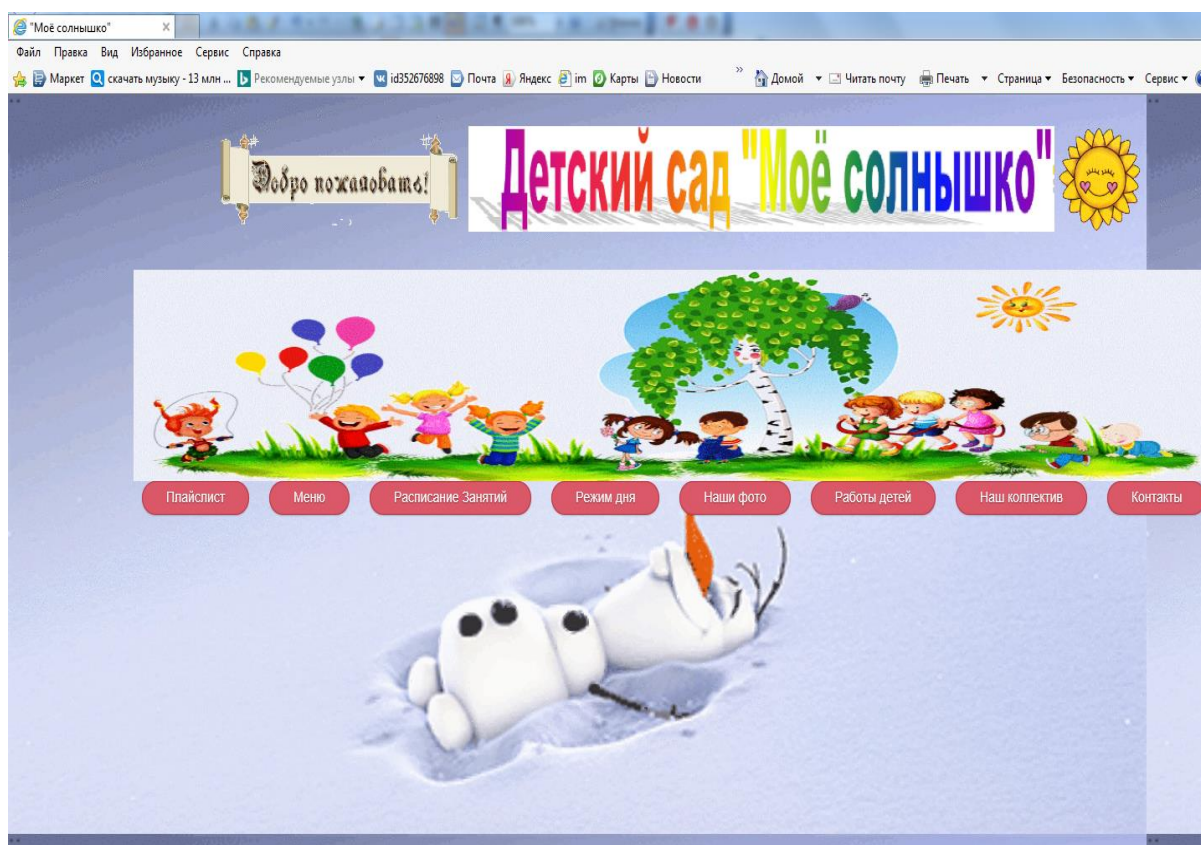 "Моё солнышко"
Файл Правка Вид Избранное Сервис Справка
Маркет скачать музыку - 13 млн ... Рекомендуемые узлы id352676898 Почта Яндекс im Карты Новости » Домой Читать почту Печать Страница Безопасность Сервис
Добро пожаловать!
Детский сад "Моё солнышко"
Плайслист Меню Расписание Занятий Режим дня Наши фото Работы детей Наш коллектив Контакты